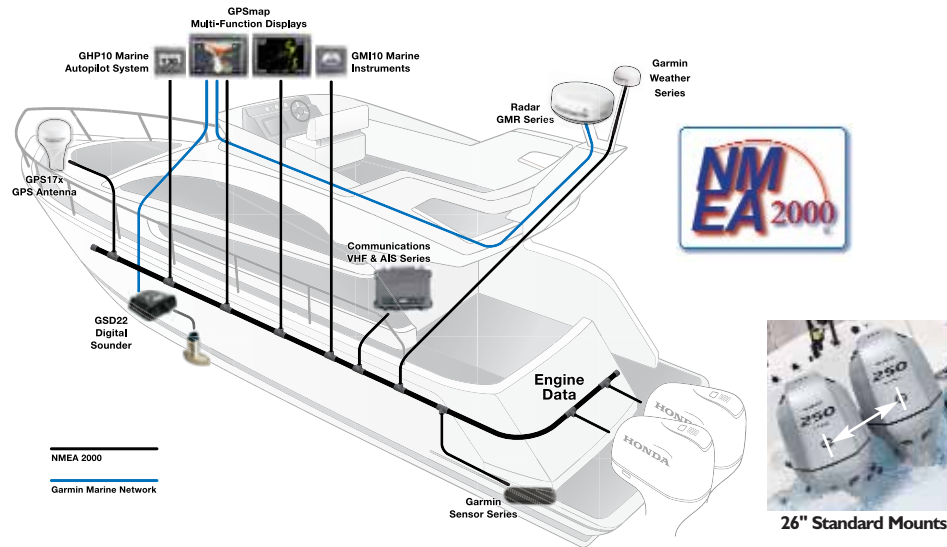 GPSmap
Multi-Function Displays
GHP10 Marine
Autopilot System
GMI10 Marine
Instruments
Garmin
Weather
Series
Radar
GMR Series
GPS17x
GPS Antenna
NM
EA 2000
Communications
VHF & AIS Series
GSD22
Digital
Sounder
Engine
Data
HONDA
HONDA
250
250
NMEA 2000
Garmin Marine Network
Garmin
Sensor Series
26" Standard Mounts